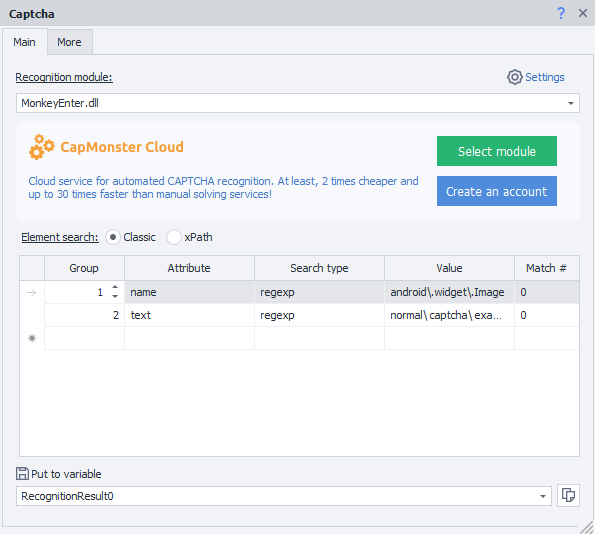 Captcha
?
Main More
Recognition module: Settings
MonkeyEnter.dll
CapMonster Cloud
Select module
Cloud service for automated CAPTCHA recognition. At least, 2 times cheaper and
up to 30 times faster than manual solving services!
Create an account
Element search: Classic xPath
Group Attribute Search type Value Match #
1 name regexp android\.widget\.Image 0
2 text regexp normal\captcha\exa... 0
Put to variable
RecognitionResult0